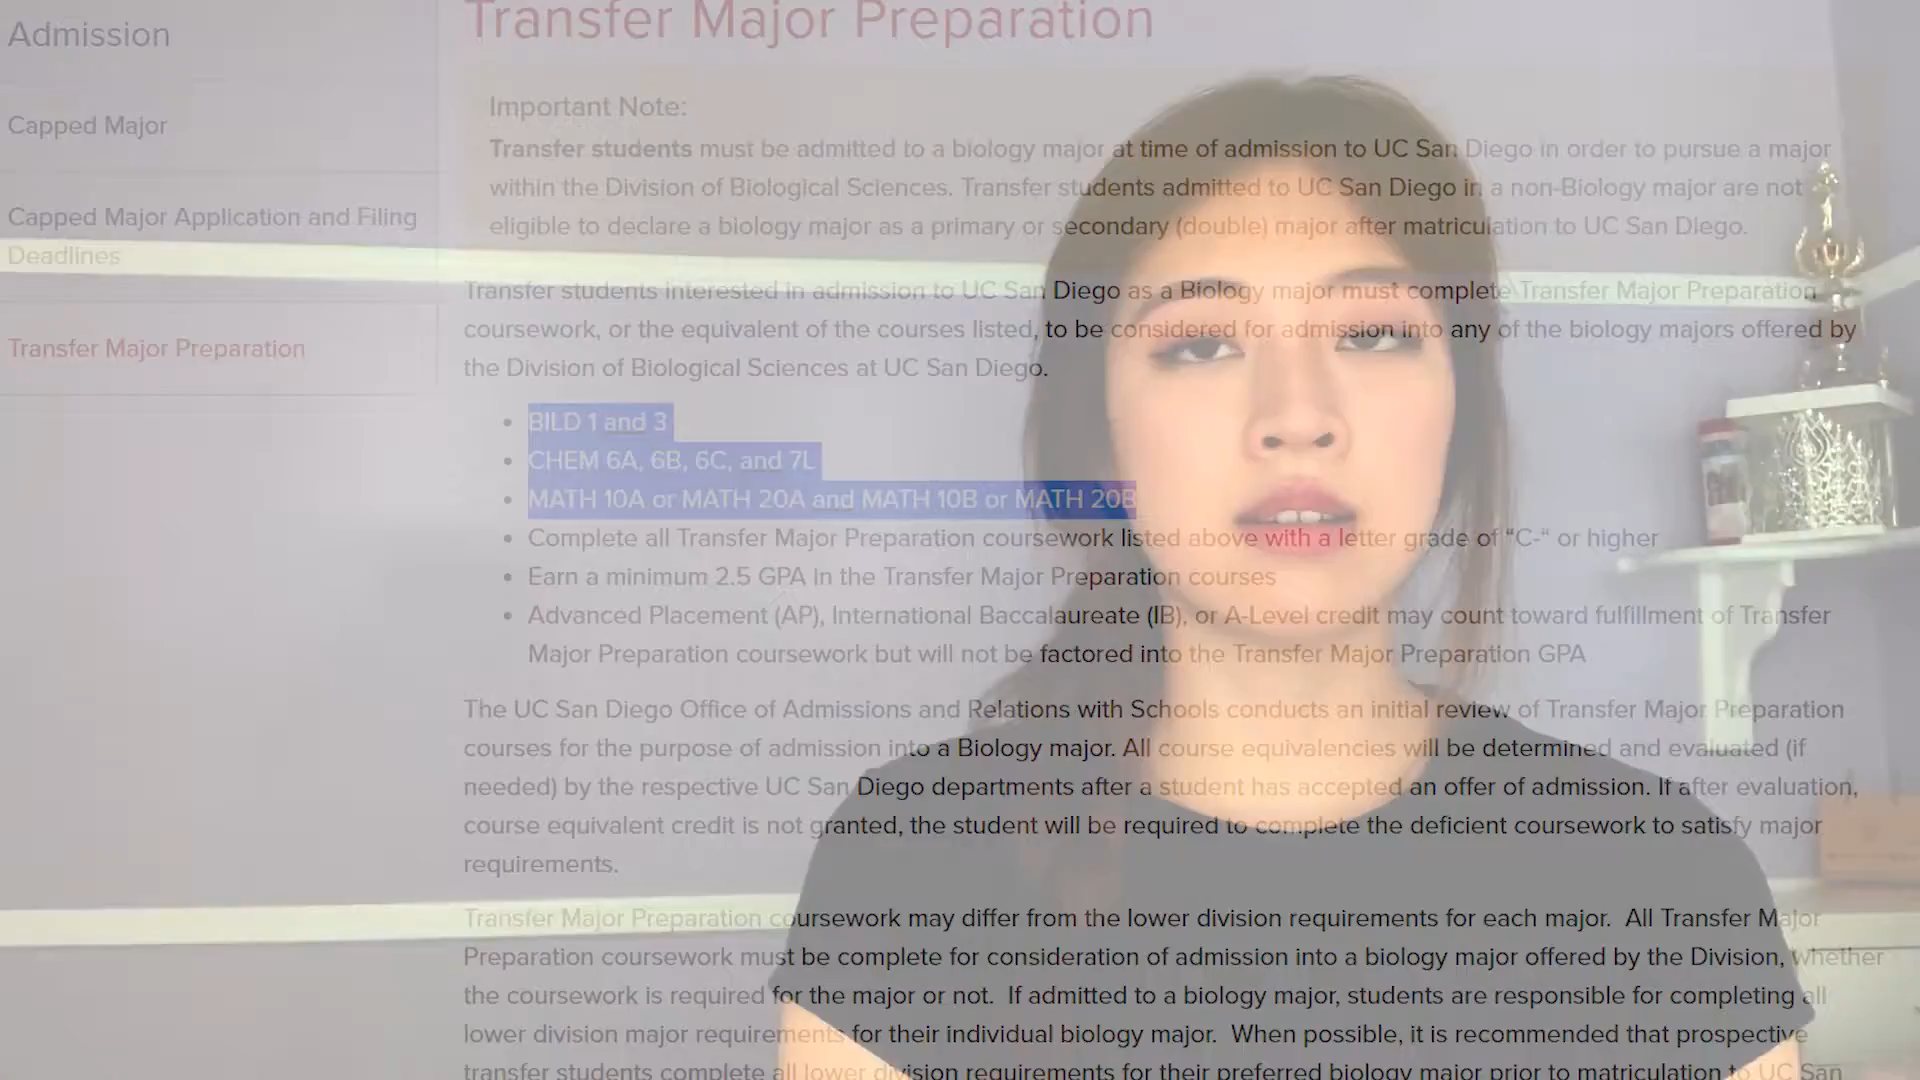 Admission
Capped Major
Capped Major Application and Filing
Deadlines
Transfer Major Preparation
Transfer Major Preparation
Important Note:
Transfer students must be admitted to a biology major at time of admission to UC San Diego in order to pursue a major
within the Division of Biological Sciences. Transfer students admitted to UC San Diego in a non-Biology major are not
eligible to declare a biology major as a primary or secondary (double) major after matriculation to UC San Diego.
Transfer students interested in admission to UC San Diego as a Biology major must complete Transfer Major Preparation
coursework, or the equivalent of the courses listed, to be considered for admission into any of the biology majors offered by
the Division of Biological Sciences at UC San Diego.
• BILD 1 and 3
• CHEM 6A, 6B, 6C, and 7L
• MATH 10A or MATH 20A and MATH 10B or MATH 20B
• Complete all Transfer Major Preparation coursework listed above with a letter grade of “C-“ or higher
• Earn a minimum 2.5 GPA in the Transfer Major Preparation courses
• Advanced Placement (AP), International Baccalaureate (IB), or A-Level credit may count toward fulfillment of Transfer
Major Preparation coursework but will not be factored into the Transfer Major Preparation GPA
The UC San Diego Office of Admissions and Relations with Schools conducts an initial review of Transfer Major Preparation
courses for the purpose of admission into a Biology major. All course equivalencies will be determined and evaluated (if
needed) by the respective UC San Diego departments after a student has accepted an offer of admission. If after evaluation,
course equivalent credit is not granted, the student will be required to complete the deficient coursework to satisfy major
requirements.
Transfer Major Preparation coursework may differ from the lower division requirements for each major. All Transfer Major
Preparation coursework must be complete for consideration of admission into a biology major offered by the Division, whether
the coursework is required for the major or not. If admitted to a biology major, students are responsible for completing all
lower division major requirements for their individual biology major. When possible, it is recommended that prospective
transfer students complete all lower division requirements for their preferred biology major prior to matriculation to UC San